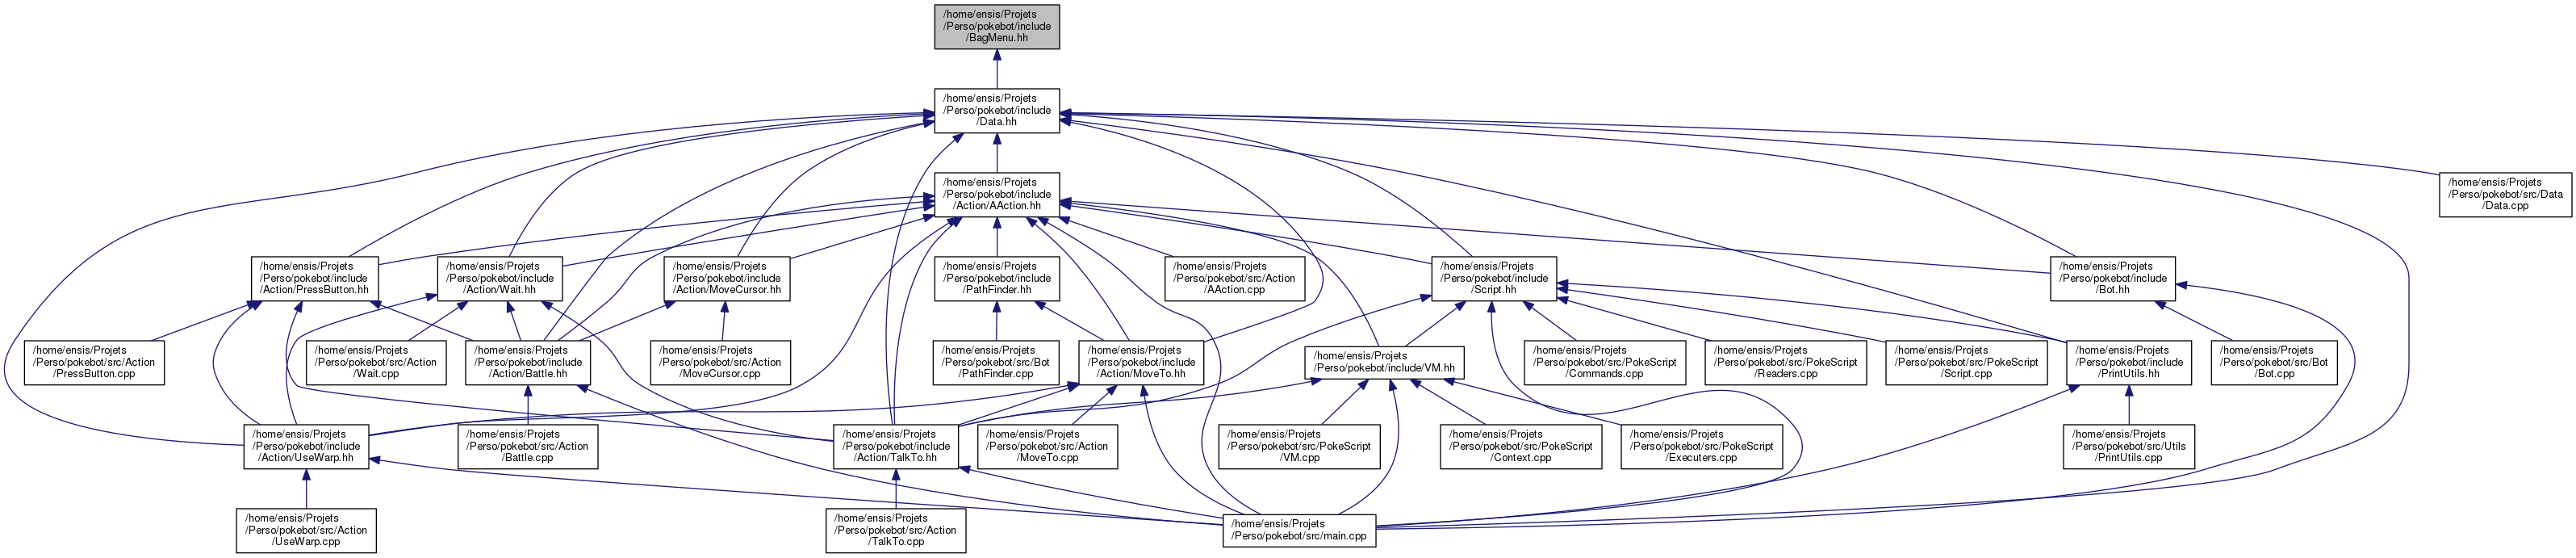 /home/ensis/Projets
/Perso/pokebot/include
/BagMenu.hh
/home/ensis/Projets
/Perso/pokebot/include
/Data.hh
/home/ensis/Projets
/Perso/pokebot/include
/Action/AAction.hh
/home/ensis/Projets
/Perso/pokebot/src/Data
/Data.cpp
/home/ensis/Projets
/Perso/pokebot/include
/Action/PressButton.hh
/home/ensis/Projets
/Perso/pokebot/include
/Action/Wait.hh
/home/ensis/Projets
/Perso/pokebot/include
/Action/MoveCursor.hh
/home/ensis/Projets
/Perso/pokebot/include
/PathFinder.hh
/home/ensis/Projets
/Perso/pokebot/src/Action
/AAction.cpp
/home/ensis/Projets
/Perso/pokebot/include
/Script.hh
/home/ensis/Projets
/Perso/pokebot/include
/Bot.hh
/home/ensis/Projets
/Perso/pokebot/src/Action
/PressButton.cpp
/home/ensis/Projets
/Perso/pokebot/src/Action
/Wait.cpp
/home/ensis/Projets
/Perso/pokebot/include
/Action/Battle.hh
/home/ensis/Projets
/Perso/pokebot/src/Action
/MoveCursor.cpp
/home/ensis/Projets
/Perso/pokebot/src/Bot
/PathFinder.cpp
/home/ensis/Projets
/Perso/pokebot/include
/Action/MoveTo.hh
/home/ensis/Projets
/Perso/pokebot/include/VM.hh
/home/ensis/Projets
/Perso/pokebot/src/PokeScript
/Commands.cpp
/home/ensis/Projets
/Perso/pokebot/src/PokeScript
/Readers.cpp
/home/ensis/Projets
/Perso/pokebot/src/PokeScript
/Script.cpp
/home/ensis/Projets
/Perso/pokebot/include
/PrintUtils.hh
/home/ensis/Projets
/Perso/pokebot/src/Bot
/Bot.cpp
/home/ensis/Projets
/Perso/pokebot/include
/Action/UseWarp.hh
/home/ensis/Projets
/Perso/pokebot/src/Action
/Battle.cpp
/home/ensis/Projets
/Perso/pokebot/include
/Action/TalkTo.hh
/home/ensis/Projets
/Perso/pokebot/src/Action
/MoveTo.cpp
/home/ensis/Projets
/Perso/pokebot/src/PokeScript
/VM.cpp
/home/ensis/Projets
/Perso/pokebot/src/PokeScript
/Context.cpp
/home/ensis/Projets
/Perso/pokebot/src/PokeScript
/Executers.cpp
/home/ensis/Projets
/Perso/pokebot/src/Utils
/PrintUtils.cpp
/home/ensis/Projets
/Perso/pokebot/src/Action
/UseWarp.cpp
/home/ensis/Projets
/Perso/pokebot/src/Action
/TalkTo.cpp
/home/ensis/Projets
/Perso/pokebot/src/main.cpp